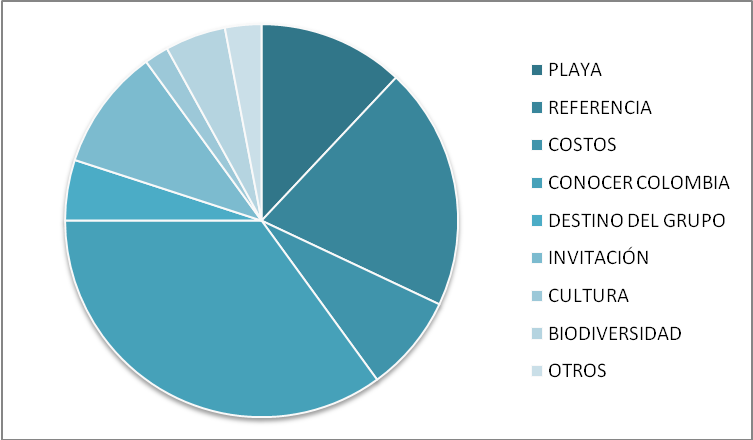 PLAYA
REFERENCIA
COSTOS
CONOCER COLOMBIA
DESTINO DEL GRUPO
INVITACIÓN
CULTURA
BIODIVERSIDAD
OTROS